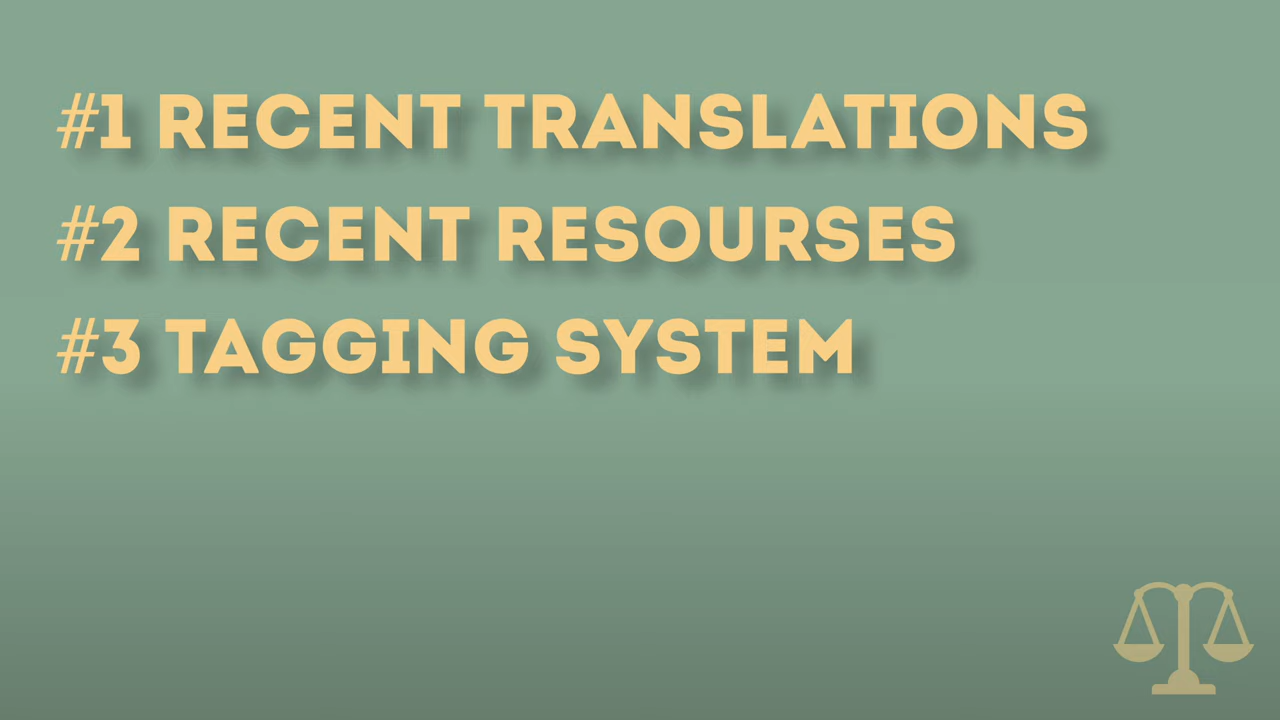 #1 RECENT TRANSLATIONS
#2 RECENT RESOURSES
#3 TAGGING SYSTEM